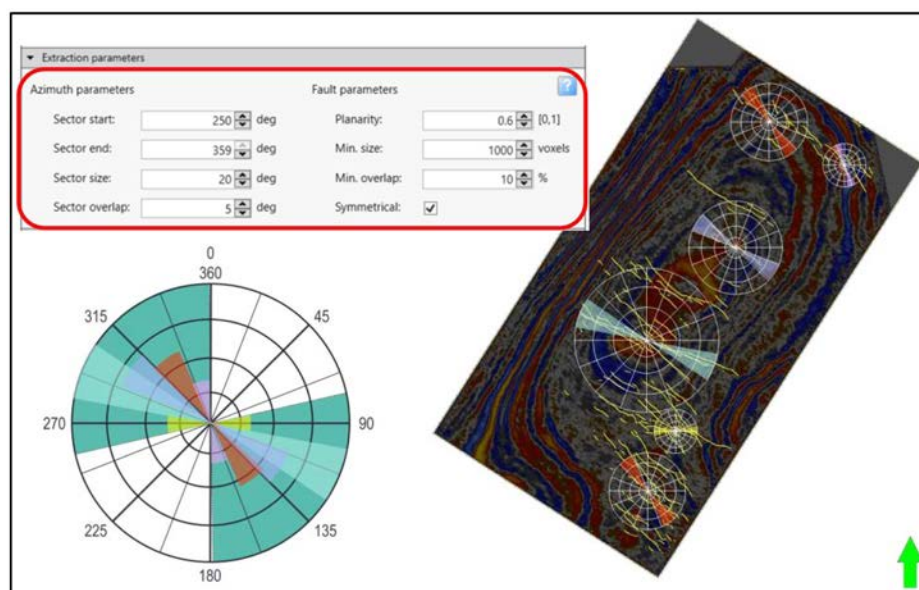 Extraction parameters
Azimuth parameters Fault parameters ?
Sector start: 250 deg Planarity: 0.6 [0,1]
Sector end: 359 deg Min. size: 1000 voxels
Sector size: 20 deg Min. overlap: 10 %
Sector overlap: 5 deg Symmetrical:
0
360
315 45
270 90
225 135
180